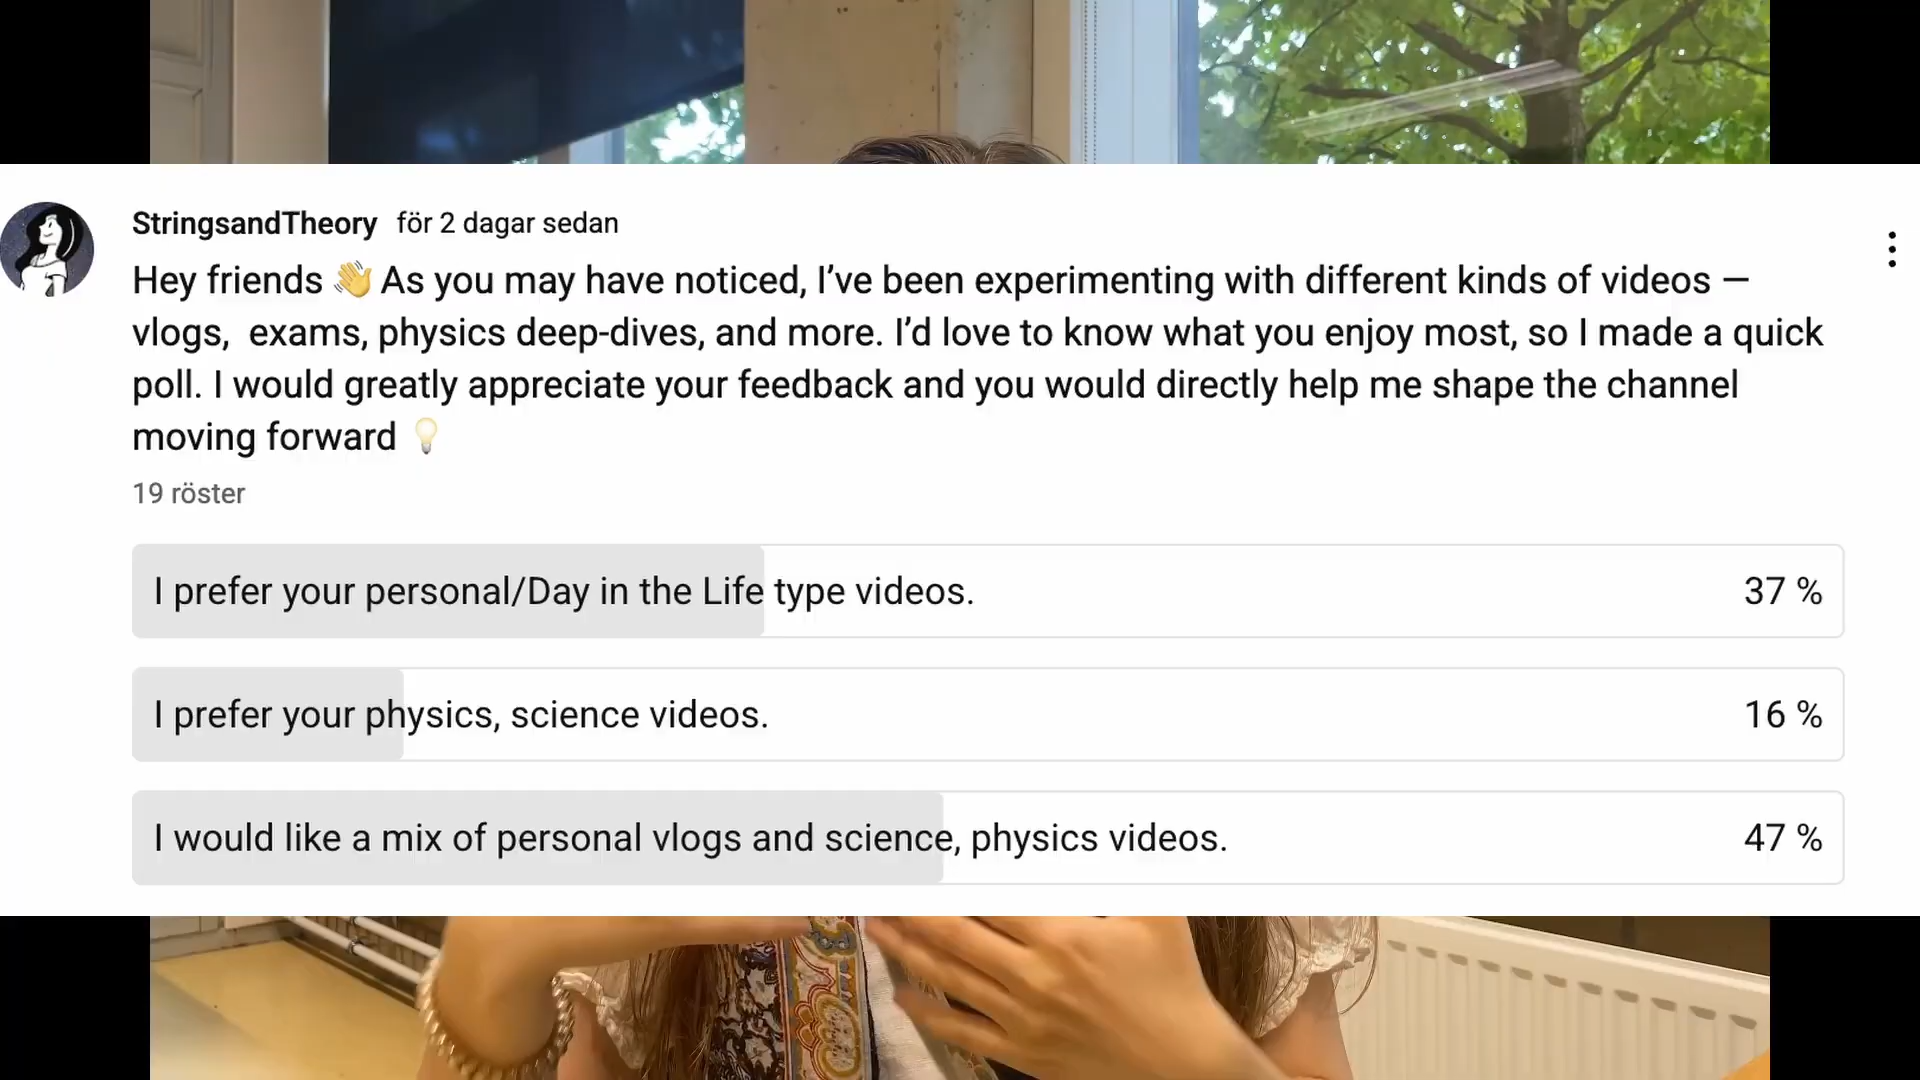 StringsandTheory för 2 dagar sedan
Hey friends 👋 As you may have noticed, I’ve been experimenting with different kinds of videos —
vlogs,  exams, physics deep-dives, and more. I’d love to know what you enjoy most, so I made a quick
poll. I would greatly appreciate your feedback and you would directly help me shape the channel
moving forward 💡
19 röster
I prefer your personal/Day in the Life type videos. 37 %
I prefer your physics, science videos. 16 %
I would like a mix of personal vlogs and science, physics videos. 47 %